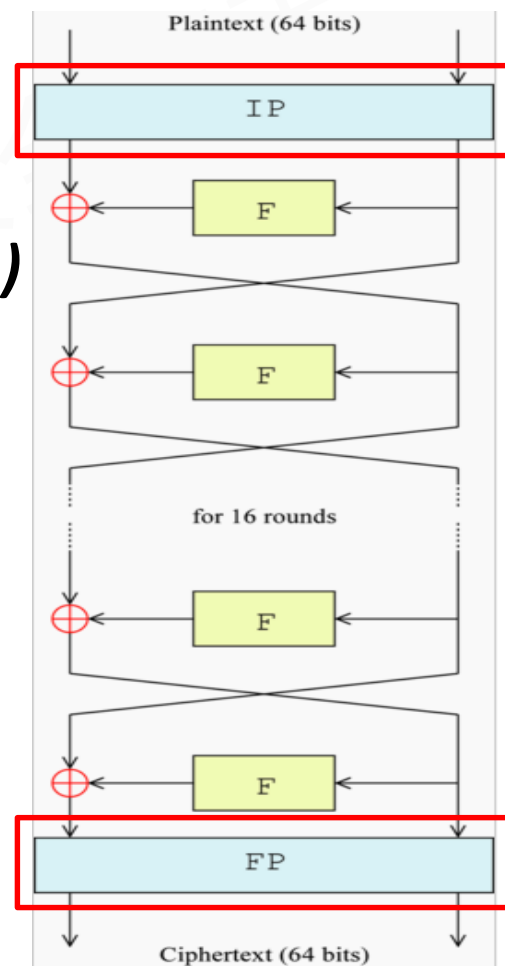 Plaintext (64 bits)
IP
F
)
F
for 16 rounds
F
F
FP
Ciphertext (64 bits)